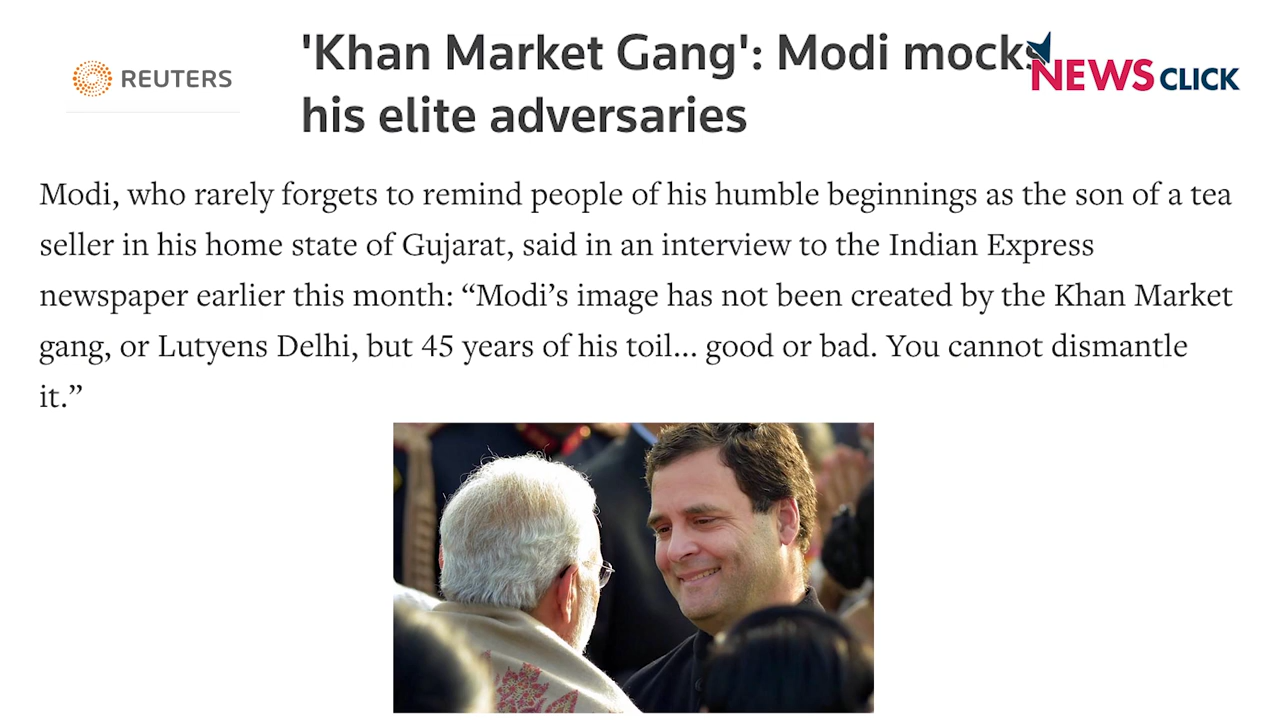 'Khan Market Gang': Modi mocks
his elite adversaries
REUTERS
NEWSCLICK
Modi, who rarely forgets to remind people of his humble beginnings as the son of a tea
seller in his home state of Gujarat, said in an interview to the Indian Express
newspaper earlier this month: “Modi’s image has not been created by the Khan Market
gang, or Lutyens Delhi, but 45 years of his toil... good or bad. You cannot dismantle
it.”